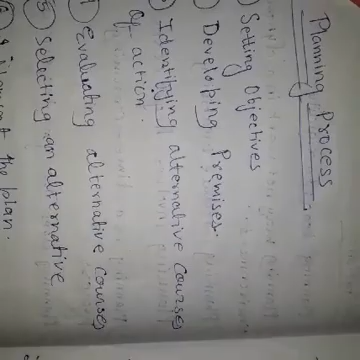 Planning Process
Setting Objectives
Developing Premises.
Identifying alternative courses
of action.
Evaluating alternative courses
⑤ Selecting an alternative
the plan.